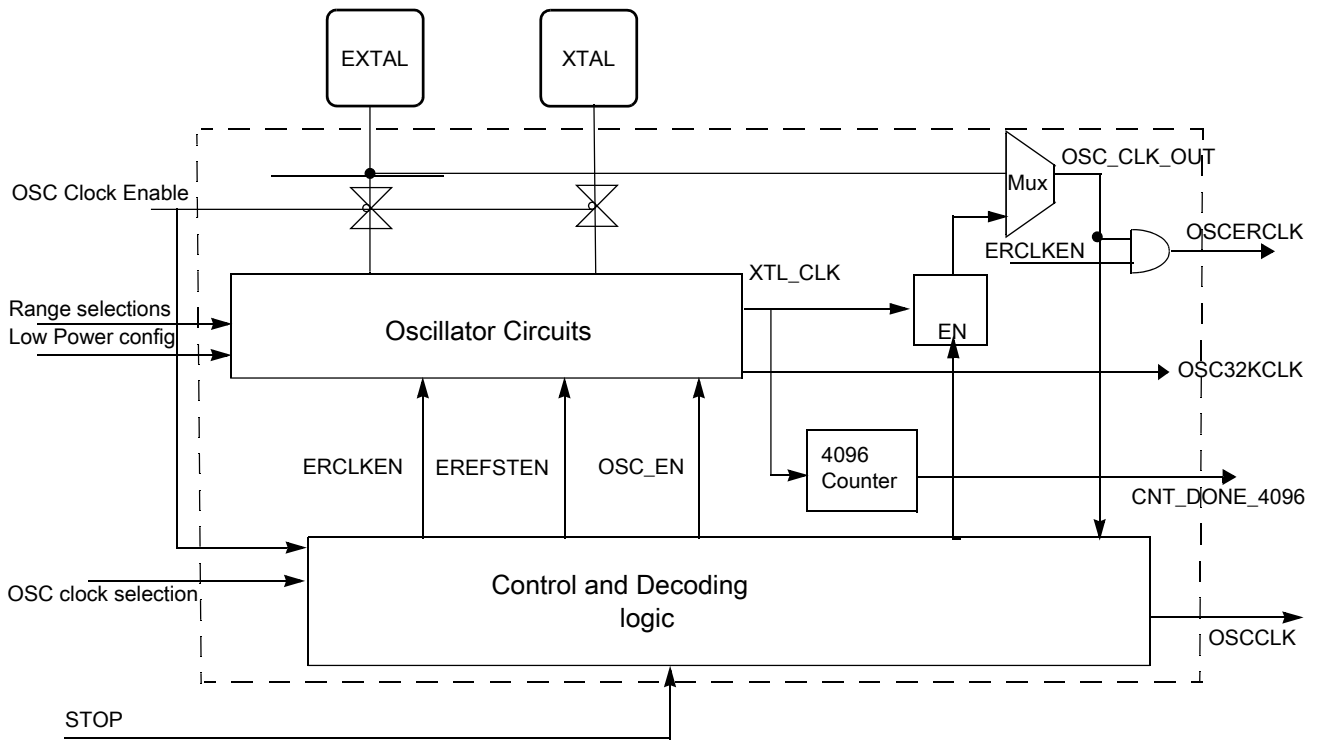 EXTAL
XTAL
OSC_CLK_OUT
Mux
OSC Clock Enable
ERCLKEN
OSCERCLK
XTL_CLK
Range selections
Low Power config
Oscillator Circuits
EN
OSC32KCLK
ERCLKEN
EREFSTEN
OSC_EN
4096
Counter
CNT_DONE_4096
OSC clock selection
Control and Decoding
logic
OSCCLK
STOP